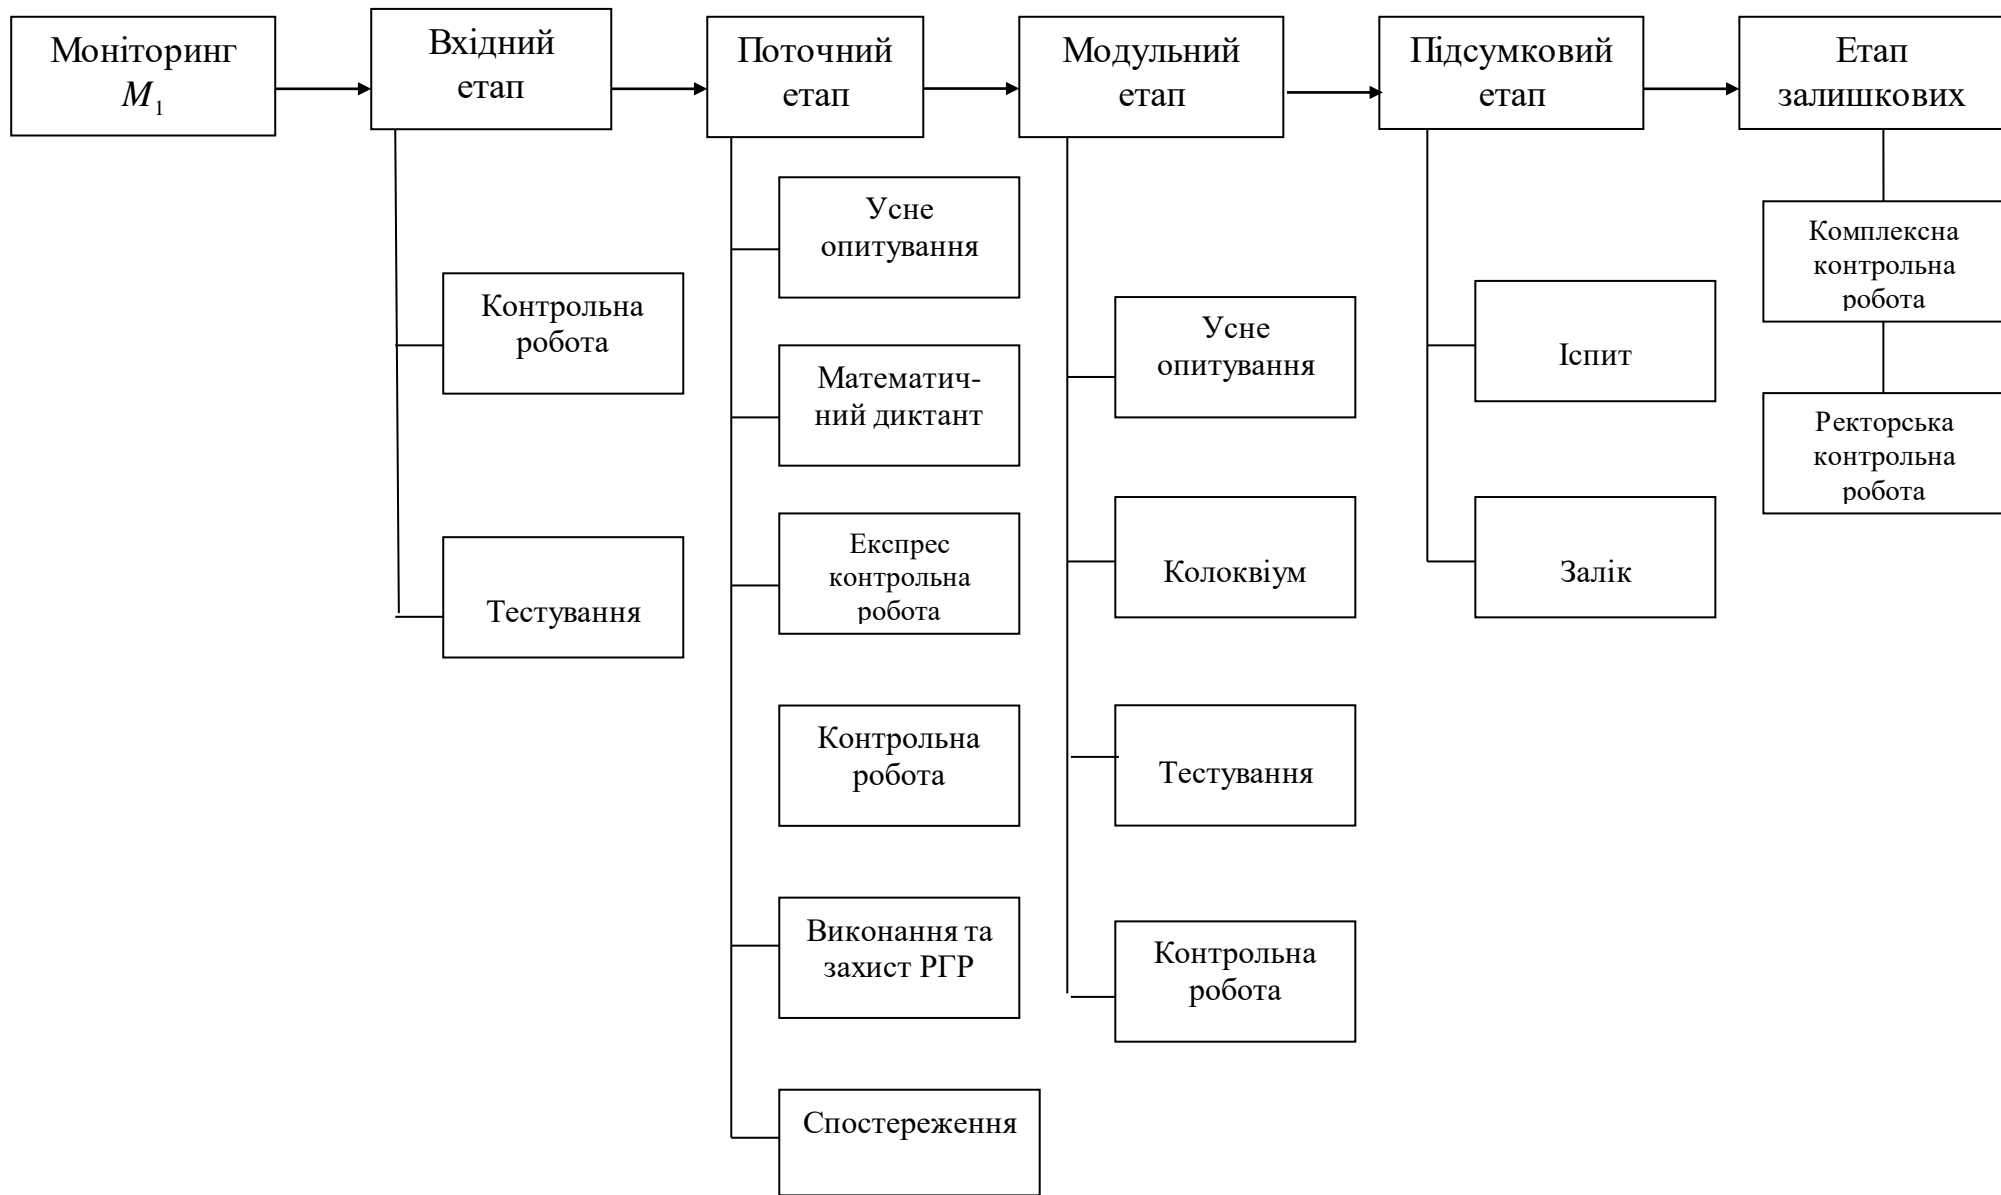 Моніторинг
M₁
Вхідний
етап
Поточний
етап
Модульний
етап
Підсумковий
етап
Етап
залишкових
Контрольна
робота
Тестування
Усне
опитування
Математич-
ний диктант
Експрес
контрольна
робота
Контрольна
робота
Виконання та
захист РГР
Спостереження
Усне
опитування
Колоквіум
Тестування
Контрольна
робота
Іспит
Залік
Комплексна
контрольна
робота
Ректорська
контрольна
робота